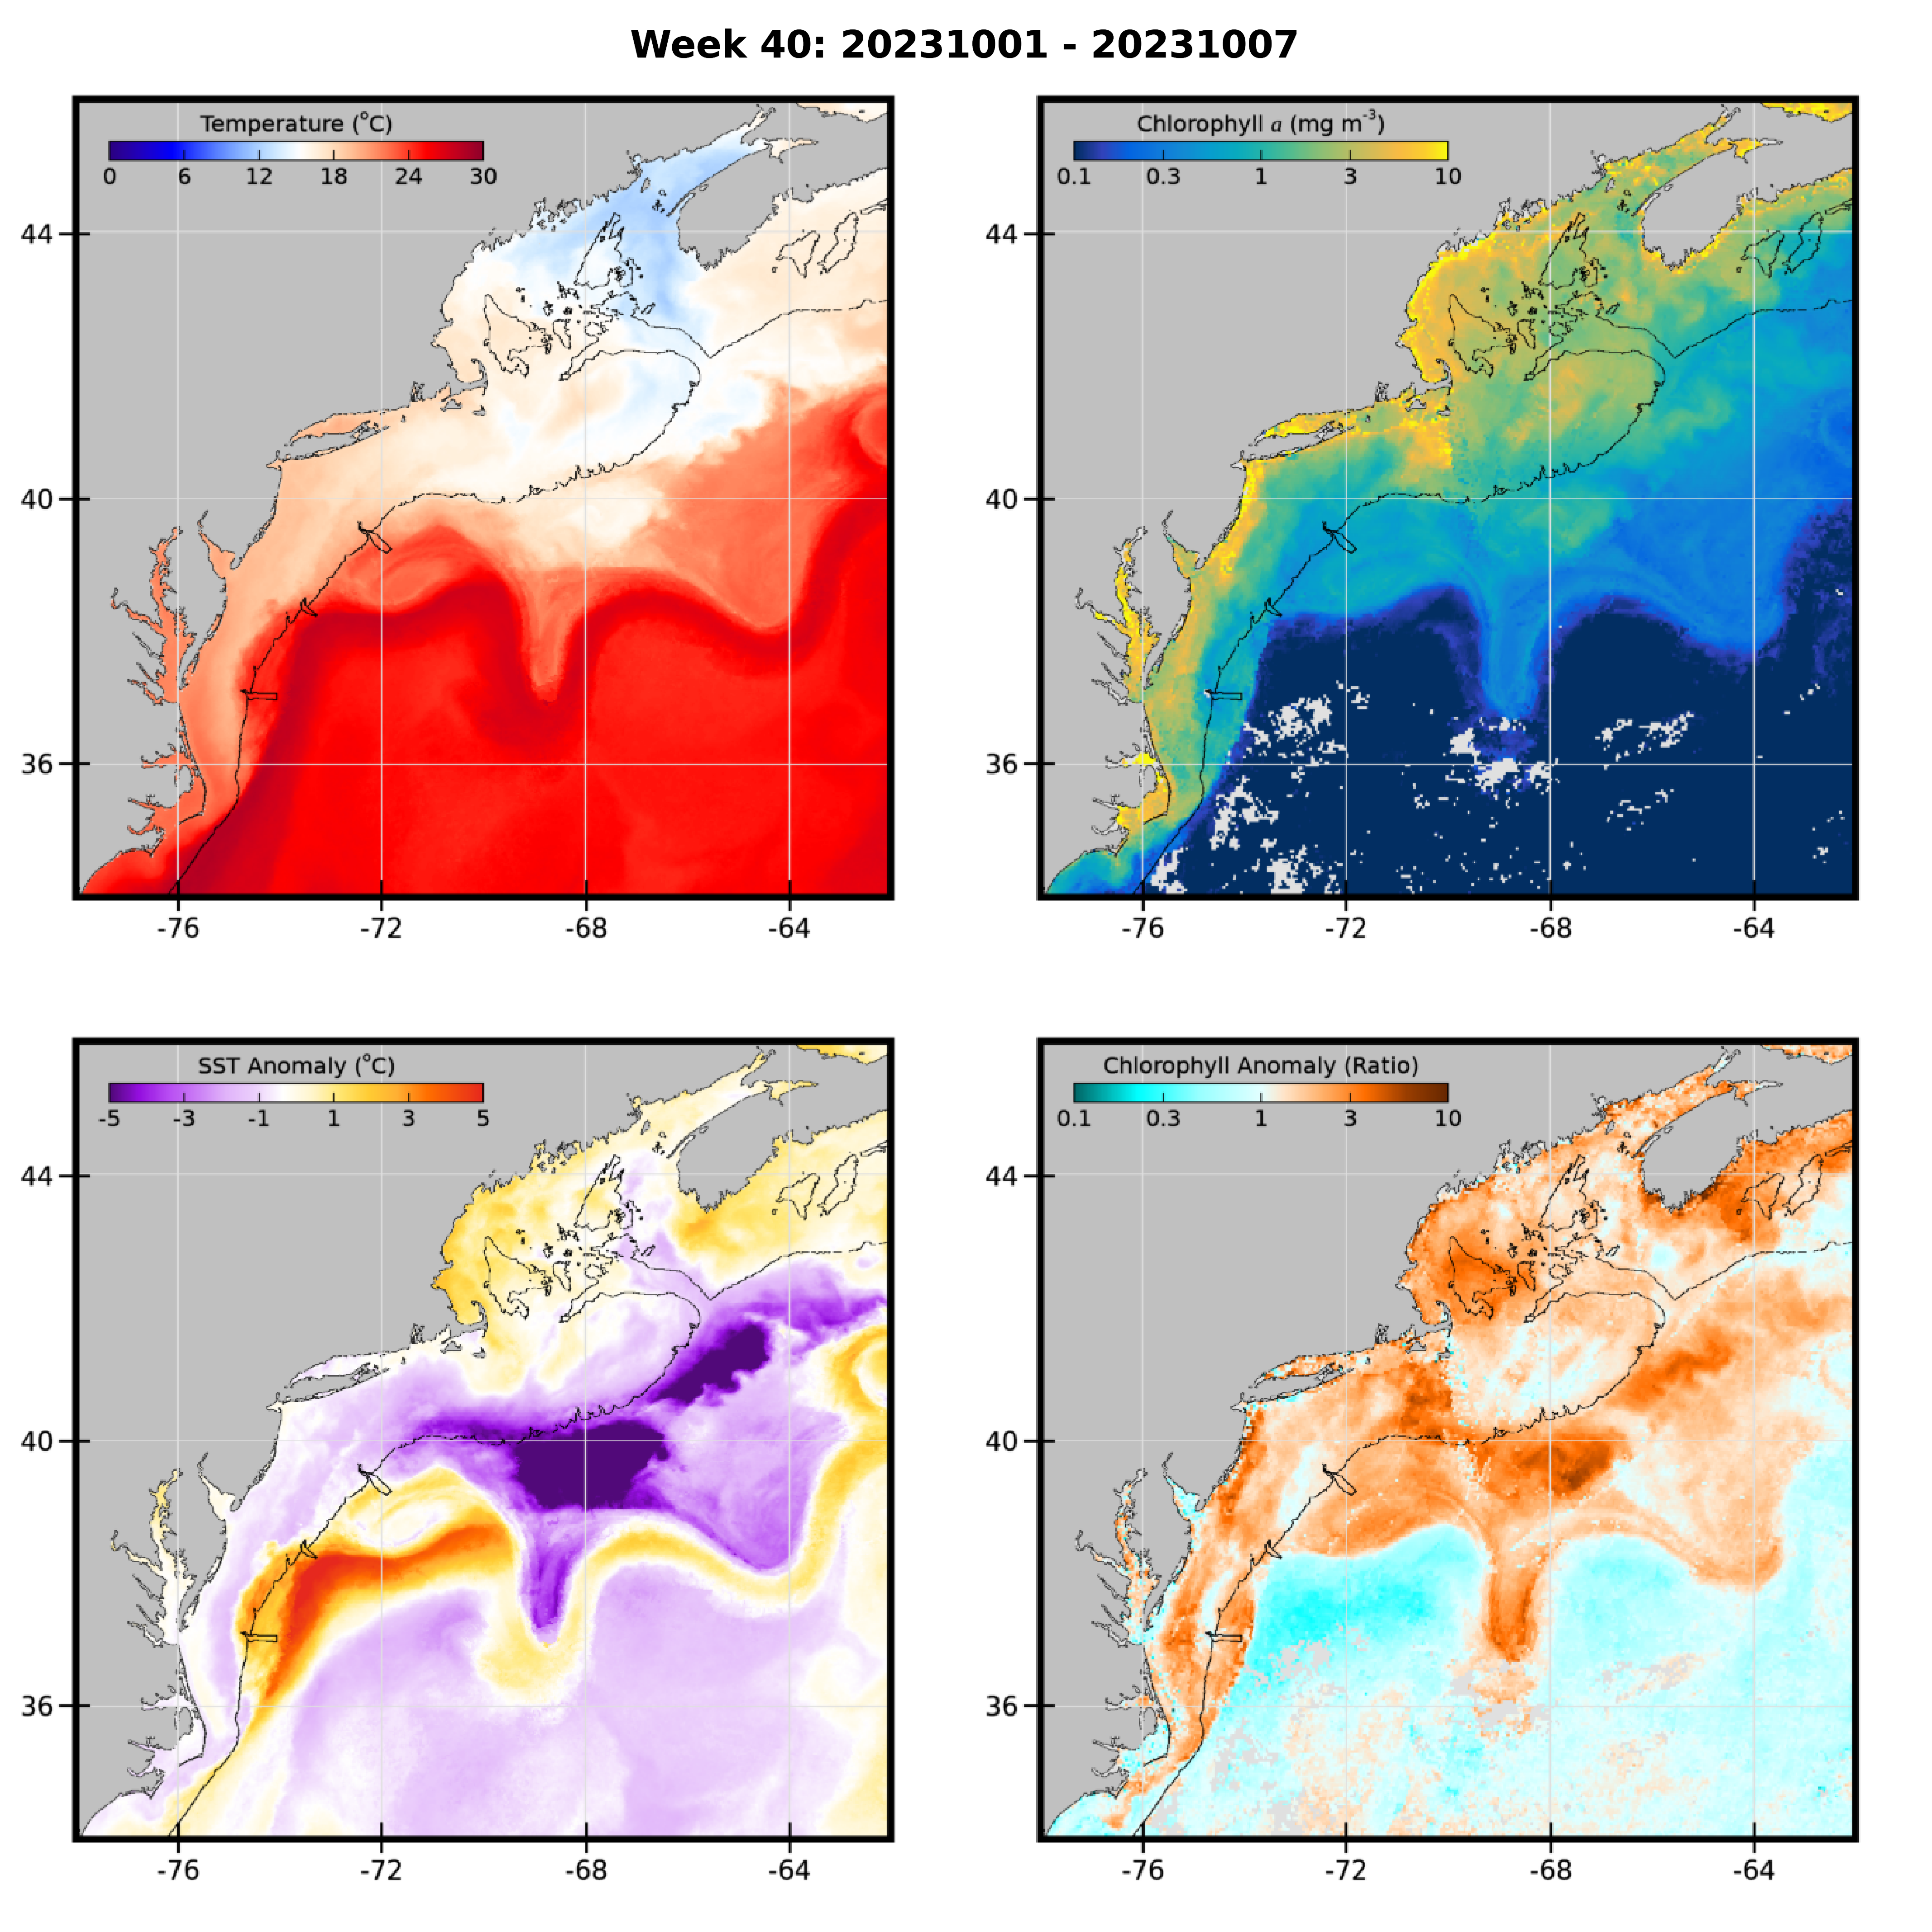 Week 40: 20231001 - 20231007
Temperature (°C)
0 6 12 18 24 30
44
40
36
-76 -72 -68 -64
Chlorophyll a (mg m⁻³)
0.1 0.3 1 3 10
44
40
36
-76 -72 -68 -64
SST Anomaly (°C)
-5 -3 -1 1 3 5
44
40
36
-76 -72 -68 -64
Chlorophyll Anomaly (Ratio)
0.1 0.3 1 3 10
44
40
36
-76 -72 -68 -64